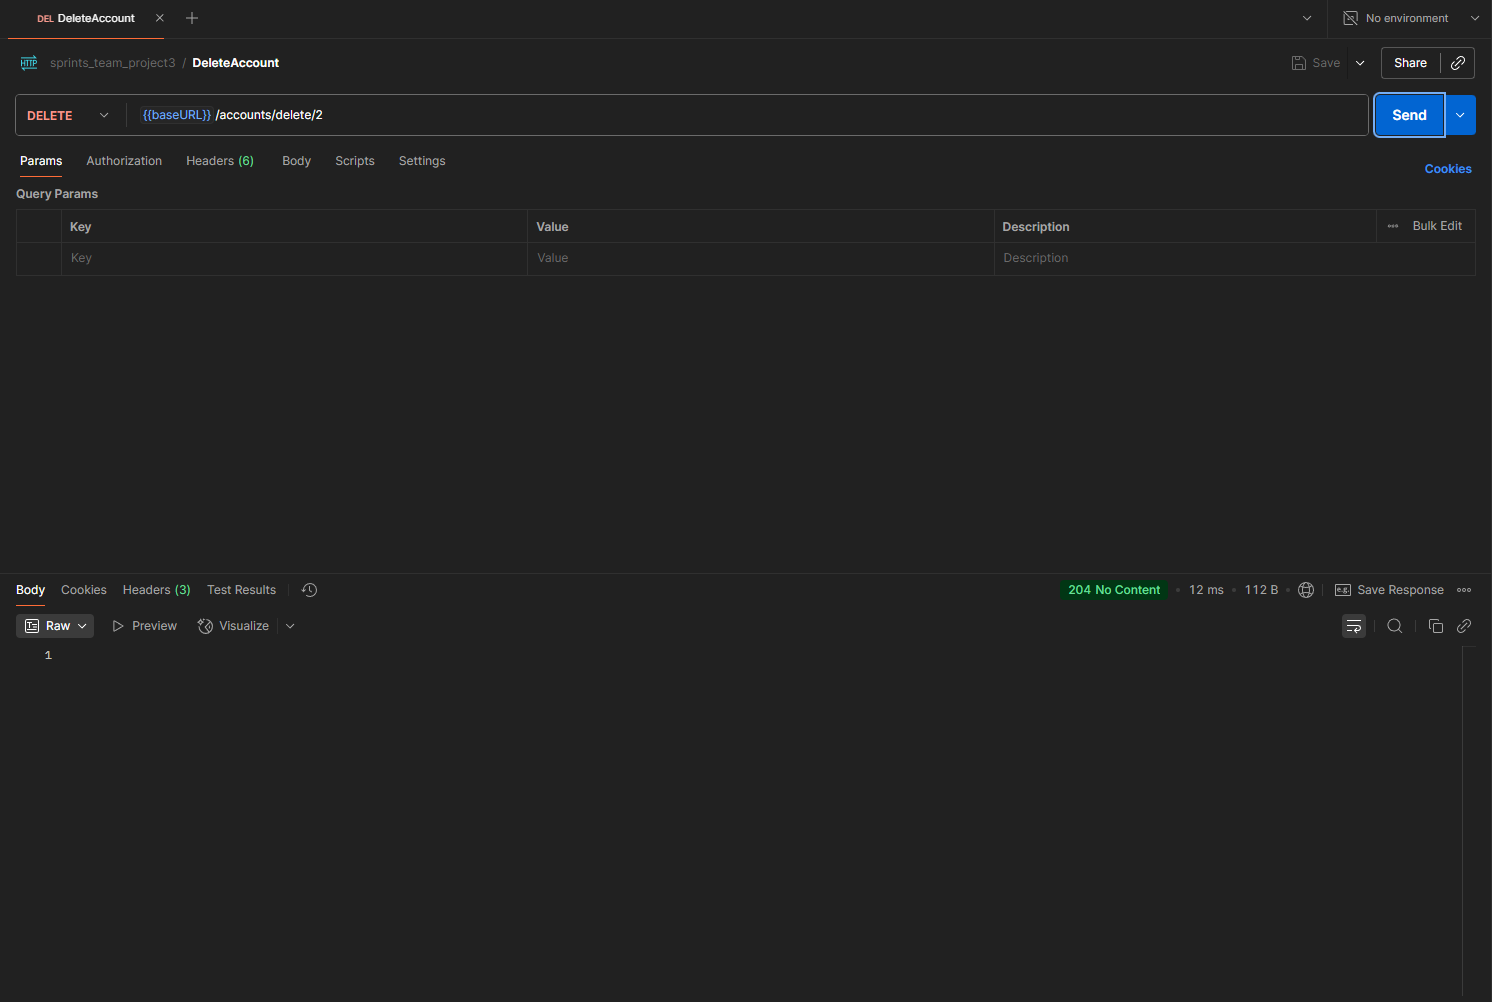 DEL DeleteAccount
No environment
HTTP sprints_team_project3 / DeleteAccount
Save
Share
DELETE {{baseURL}} /accounts/delete/2
Send
Params Authorization Headers (6) Body Scripts Settings
Cookies
Query Params
Key Value Description Bulk Edit
Key Value Description
Body Cookies Headers (3) Test Results
204 No Content • 12 ms • 112 B • e.g. Save Response
Raw Preview Visualize
1